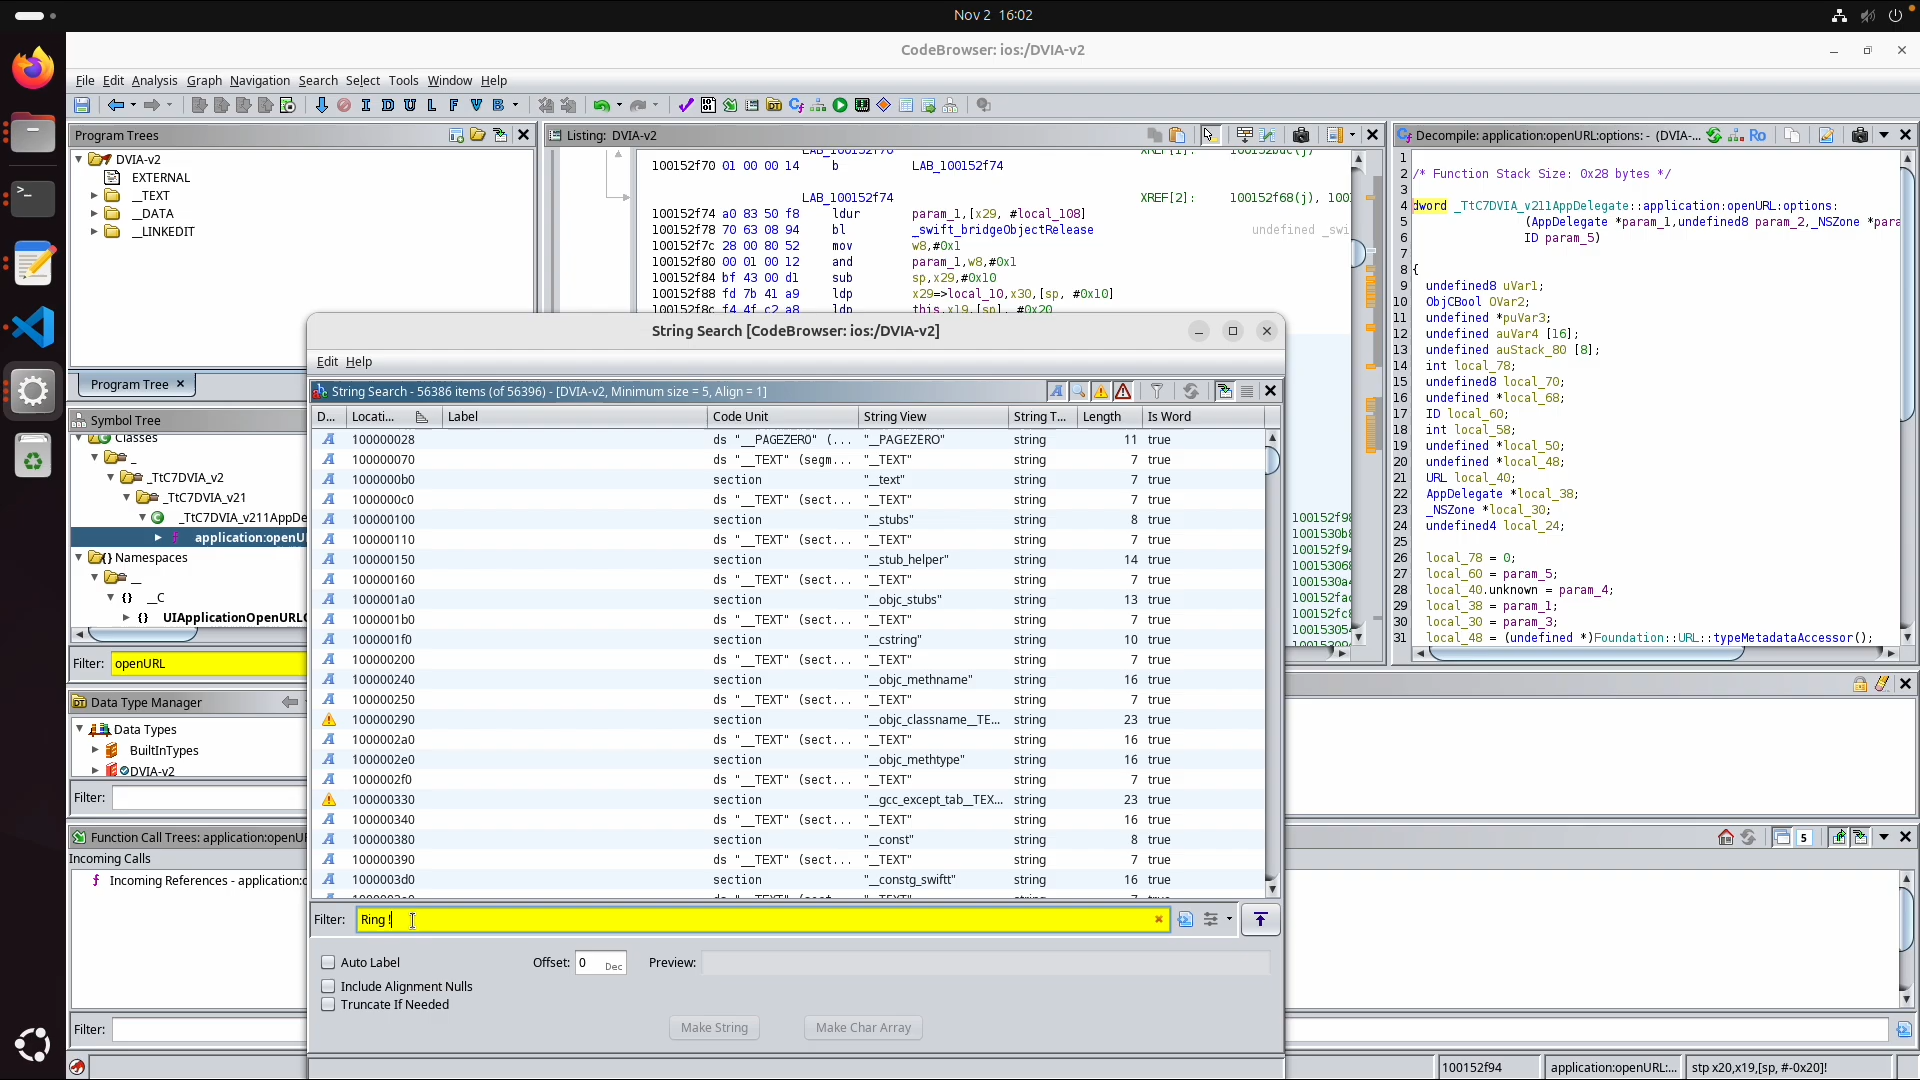 Nov 2 16:02
CodeBrowser: ios:/DVIA-v2
File Edit Analysis Graph Navigation Search Select Tools Window Help
I D U L F V B
Program Trees
DVIA-v2
EXTERNAL
__TEXT
__DATA
__LINKEDIT
Program Tree ×
Listing: DVIA-v2
100152f70 01 00 00 14 b LAB_100152f74
LAB_100152f74 XREF[2]: 100152f68(j),
100152f74 a0 83 50 f8 ldur param_1,[x29, #local_108]
100152f78 70 63 08 94 bl _swift_bridgeObjectRelease undefined _swi
100152f7c 28 00 80 52 mov w8,#0x1
100152f80 00 01 00 12 and param_1,w8,#0x1
100152f84 bf 43 00 d1 sub sp,x29,#0x10
100152f88 fd 7b 41 a9 ldp x29=>local_10,x30,[sp, #0x10]
100152f8c f4 4f c2 a8 ldp this,x19,[sp], #0x20
Decompile: application:openURL:options: - (DVIA-...
1
2 /* Function Stack Size: 0x28 bytes */
3
4 dword _TtC7DVIA_v211AppDelegate::application:openURL:options:
5 (AppDelegate *param_1,undefined8 param_2,_NSZone *para
6 ID param_5)
7
8 {
9 undefined8 uVar1;
10 ObjCBool OVar2;
11 undefined *puVar3;
12 undefined auVar4 [16];
13 undefined auStack_80 [8];
14 int local_78;
15 undefined8 local_70;
16 undefined *local_68;
17 ID local_60;
18 int local_58;
19 undefined *local_50;
20 undefined *local_48;
21 URL local_40;
22 AppDelegate *local_38;
23 _NSZone *local_30;
24 undefined4 local_24;
25
26 local_78 = 0;
27 local_60 = param_5;
28 local_40.unknown = param_4;
29 local_38 = param_1;
30 local_30 = param_3;
31 local_48 = (undefined *)Foundation::URL::typeMetadataAccessor();
Symbol Tree
Classes
_
_TtC7DVIA_v2
_TtC7DVIA_v21
_TtC7DVIA_v211AppDe
application:openU
Namespaces
__
__C
UIApplicationOpenURLO
Filter: openURL
Data Type Manager
Data Types
BuiltInTypes
DVIA-v2
Filter:
Function Call Trees: application:openU
Incoming Calls
Incoming References - application:o
Filter:
String Search [CodeBrowser: ios:/DVIA-v2]
Edit Help
String Search - 56386 items (of 56396) - [DVIA-v2, Minimum size = 5, Align = 1]
D... Locati... Label Code Unit String View String T... Length Is Word
100000028 ds "__PAGEZERO" (... "__PAGEZERO" string 11 true
100000070 ds "__TEXT" (segm... "__TEXT" string 7 true
1000000b0 section "__text" string 7 true
1000000c0 ds "__TEXT" (sect... "__TEXT" string 7 true
100000100 section "__stubs" string 8 true
100000110 ds "__TEXT" (sect... "__TEXT" string 7 true
100000150 section "__stub_helper" string 14 true
100000160 ds "__TEXT" (sect... "__TEXT" string 7 true
1000001a0 section "__objc_stubs" string 13 true
1000001b0 ds "__TEXT" (sect... "__TEXT" string 7 true
1000001f0 section "__cstring" string 10 true
100000200 ds "__TEXT" (sect... "__TEXT" string 7 true
100000240 section "__objc_methname" string 16 true
100000250 ds "__TEXT" (sect... "__TEXT" string 7 true
100000290 section "__objc_classname__TE... string 23 true
1000002a0 ds "__TEXT" (sect... "__TEXT" string 16 true
1000002e0 section "__objc_methtype" string 16 true
1000002f0 ds "__TEXT" (sect... "__TEXT" string 7 true
100000330 section "__gcc_except_tab__TEX... string 23 true
100000340 ds "__TEXT" (sect... "__TEXT" string 16 true
100000380 section "__const" string 8 true
100000390 ds "__TEXT" (sect... "__TEXT" string 7 true
1000003d0 section "__constg_swiftt" string 16 true
Filter: Ring !
Auto Label Offset: 0 Dec Preview:
Include Alignment Nulls
Truncate If Needed
Make String Make Char Array
5
100152f94 application:openURL:... stp x20,x19,[sp, #-0x20]!